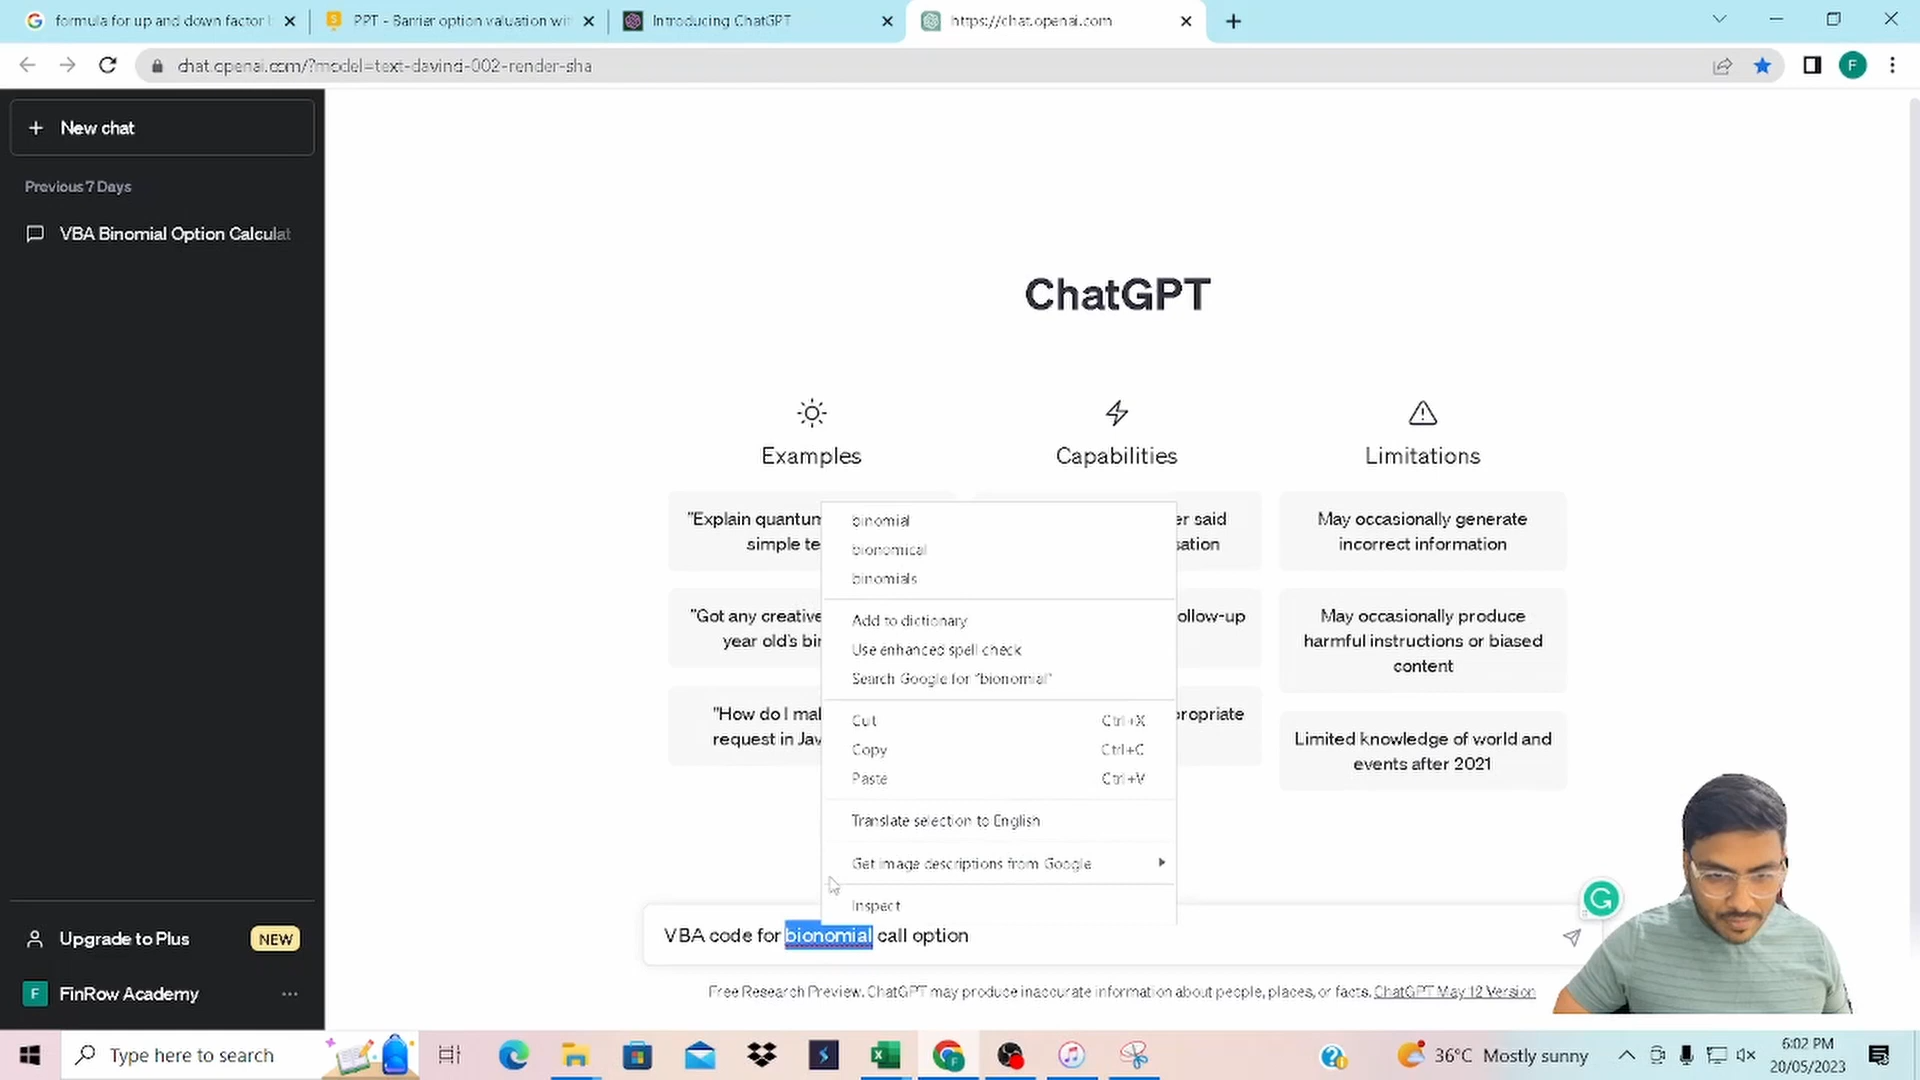 formula for up and down factor b
PPT - Barrier option valuation wit
Introducing ChatGPT
https://chat.openai.com
chat.openai.com/?model=text-davinci-002-render-sha
F
New chat
Previous 7 Days
VBA Binomial Option Calculat
ChatGPT
Examples
Capabilities
Limitations
"Explain quantum
simple te
er said
sation
May occasionally generate
incorrect information
"Got any creative
year old's bir
ollow-up
May occasionally produce
harmful instructions or biased
content
"How do I mal
request in Jav
ropriate
Limited knowledge of world and
events after 2021
binomial
bionomical
binomials
Add to dictionary
Use enhanced spell check
Search Google for "bionomial"
Cut Ctrl+X
Copy Ctrl+C
Paste Ctrl+V
Translate selection to English
Get image descriptions from Google
Inspect
VBA code for bionomial call option
Free Research Preview. ChatGPT may produce inaccurate information about people, places, or facts. ChatGPT May 12 Version
Upgrade to Plus NEW
F FinRow Academy
Type here to search
36°C Mostly sunny
6:02 PM
20/05/2023